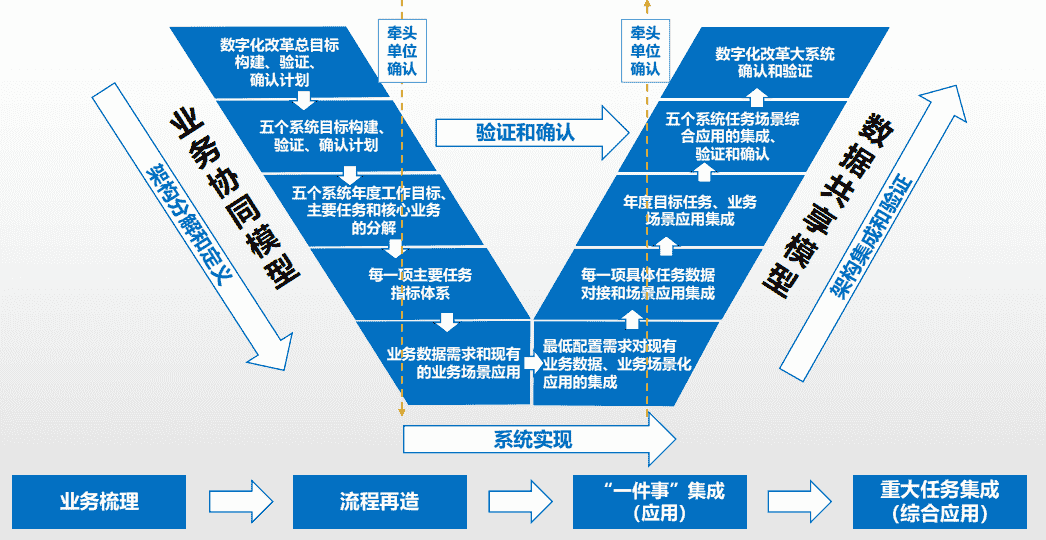 数字化改革总目标
构建、验证、
确认计划
五个系统目标构建、
验证、确认计划
五个系统年度工作目标、
主要任务和核心业务
的分解
每一项主要任务
指标体系
业务数据需求和现有
的业务场景应用
牵头
单位
确认
业务协同模型
架构分解和定义
验证和确认
牵头
单位
确认
数字化改革大系统
确认和验证
五个系统任务场景综
合应用的集成、
验证和确认
年度目标任务、业务
场景应用集成
每一项具体任务数据
对接和场景应用集成
最低配置需求对现有
业务数据、业务场景化
应用的集成
数据共享模型
架构集成和验证
系统实现
业务梳理
流程再造
“一件事”集成
（应用）
重大任务集成
（综合应用）